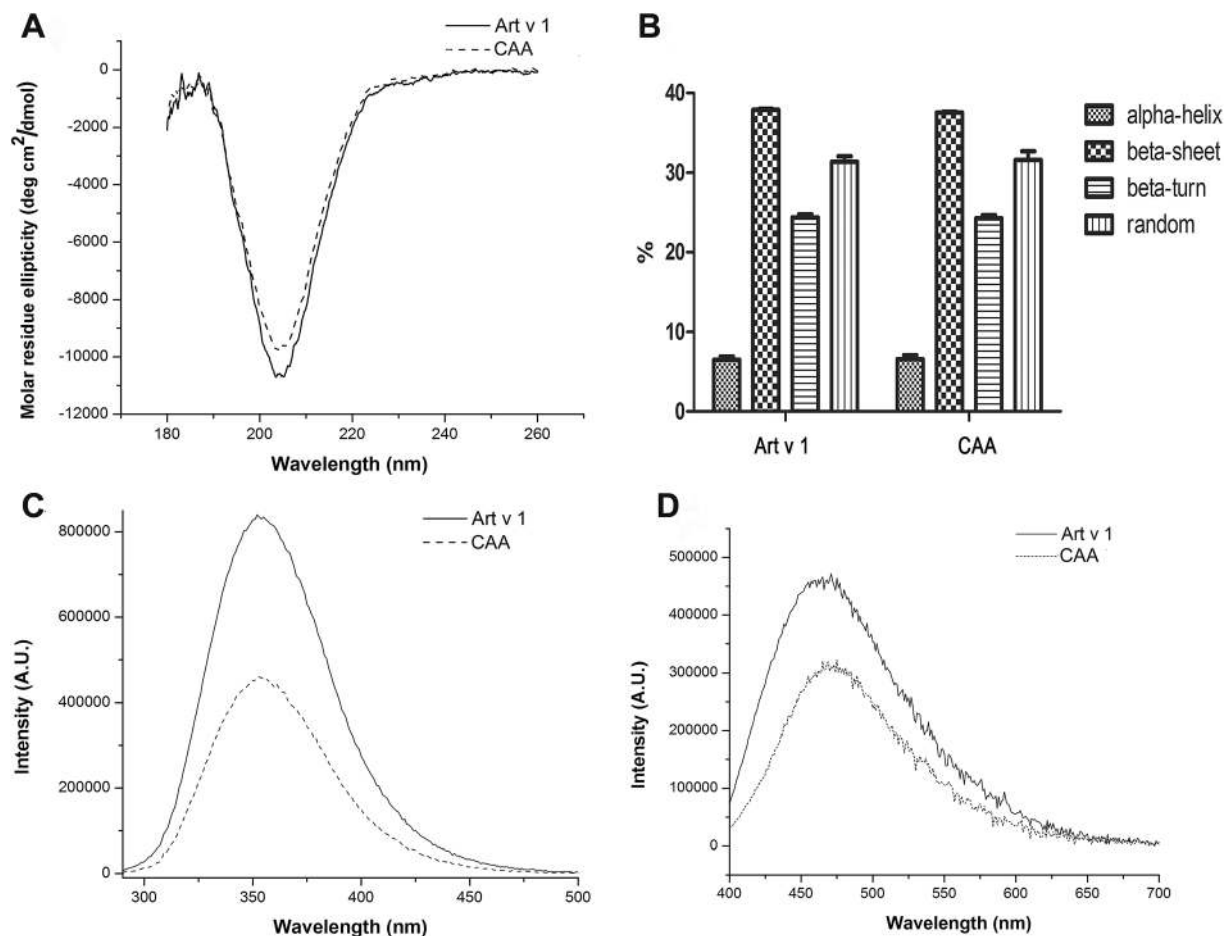 A
Art v 1
CAA
0
-2000
-4000
-6000
-8000
-10000
-12000
Molar residue ellipticity (deg cm²/dmol)
180 200 220 240 260
Wavelength (nm)
B
40
30
20
10
0
%
Art v 1 CAA
alpha-helix
beta-sheet
beta-turn
random
C
Art v 1
CAA
800000
600000
400000
200000
0
Intensity (A.U.)
300 350 400 450 500
Wavelength (nm)
D
Art v 1
CAA
500000
400000
300000
200000
100000
0
Intensity (A.U.)
400 450 500 550 600 650 700
Wavelength (nm)